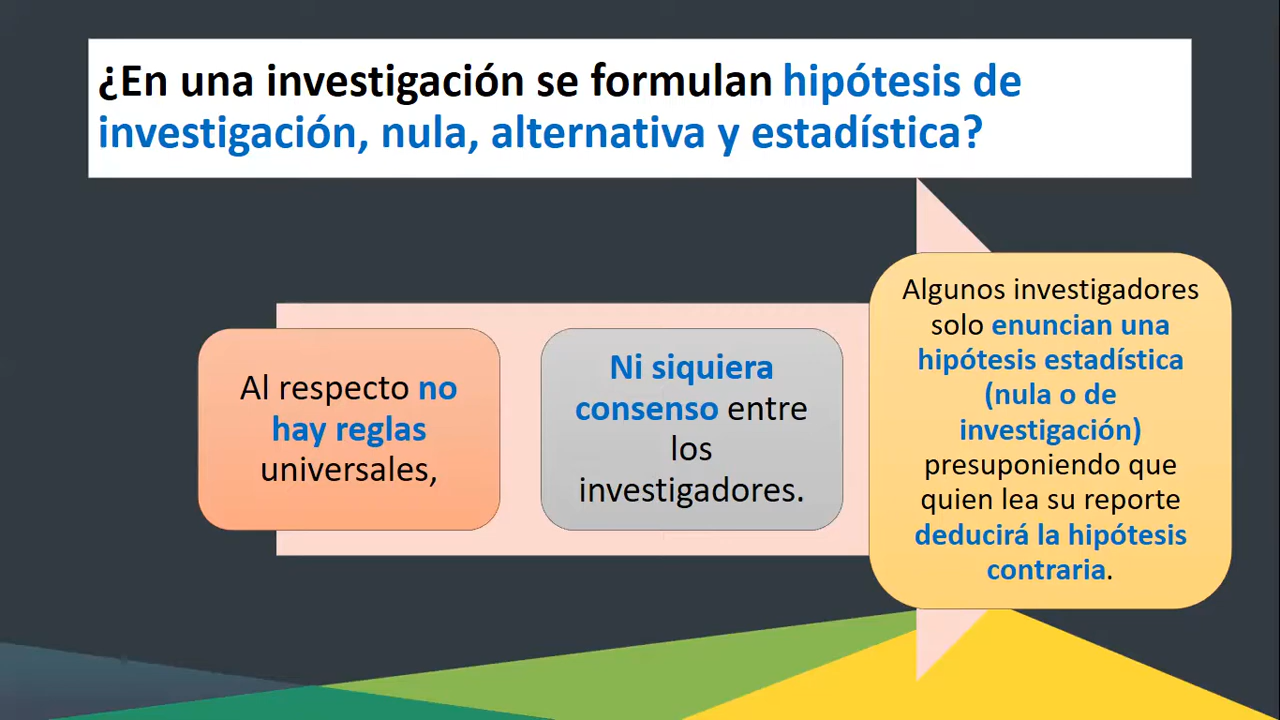 ¿En una investigación se formulan hipótesis de
investigación, nula, alternativa y estadística?
Al respecto no
hay reglas
universales,
Ni siquiera
consenso entre
los
investigadores.
Algunos investigadores
solo enuncian una
hipótesis estadística
(nula o de
investigación)
presuponiendo que
quien lea su reporte
deducirá la hipótesis
contraria.